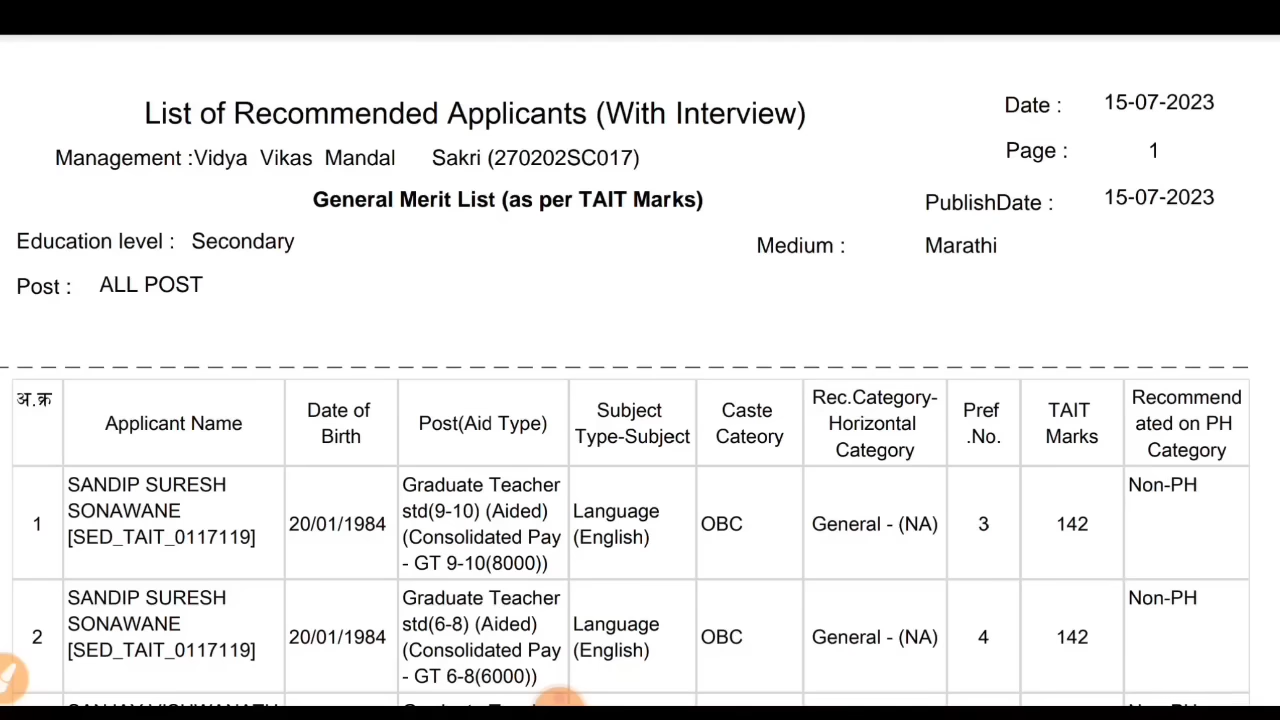 List of Recommended Applicants (With Interview)
Date : 15-07-2023
Management :Vidya Vikas Mandal Sakri (270202SC017)
Page : 1
General Merit List (as per TAIT Marks)
PublishDate : 15-07-2023
Education level : Secondary
Medium : Marathi
Post : ALL POST
अ.क्र
Applicant Name
Date of
Birth
Post(Aid Type)
Subject
Type-Subject
Caste
Cateory
Rec.Category-
Horizontal
Category
Pref
.No.
TAIT
Marks
Recommend
ated on PH
Category
1
SANDIP SURESH
SONAWANE
[SED_TAIT_0117119]
20/01/1984
Graduate Teacher
std(9-10) (Aided)
(Consolidated Pay
- GT 9-10(8000))
Language
(English)
OBC
General - (NA)
3
142
Non-PH
2
SANDIP SURESH
SONAWANE
[SED_TAIT_0117119]
20/01/1984
Graduate Teacher
std(6-8) (Aided)
(Consolidated Pay
- GT 6-8(6000))
Language
(English)
OBC
General - (NA)
4
142
Non-PH